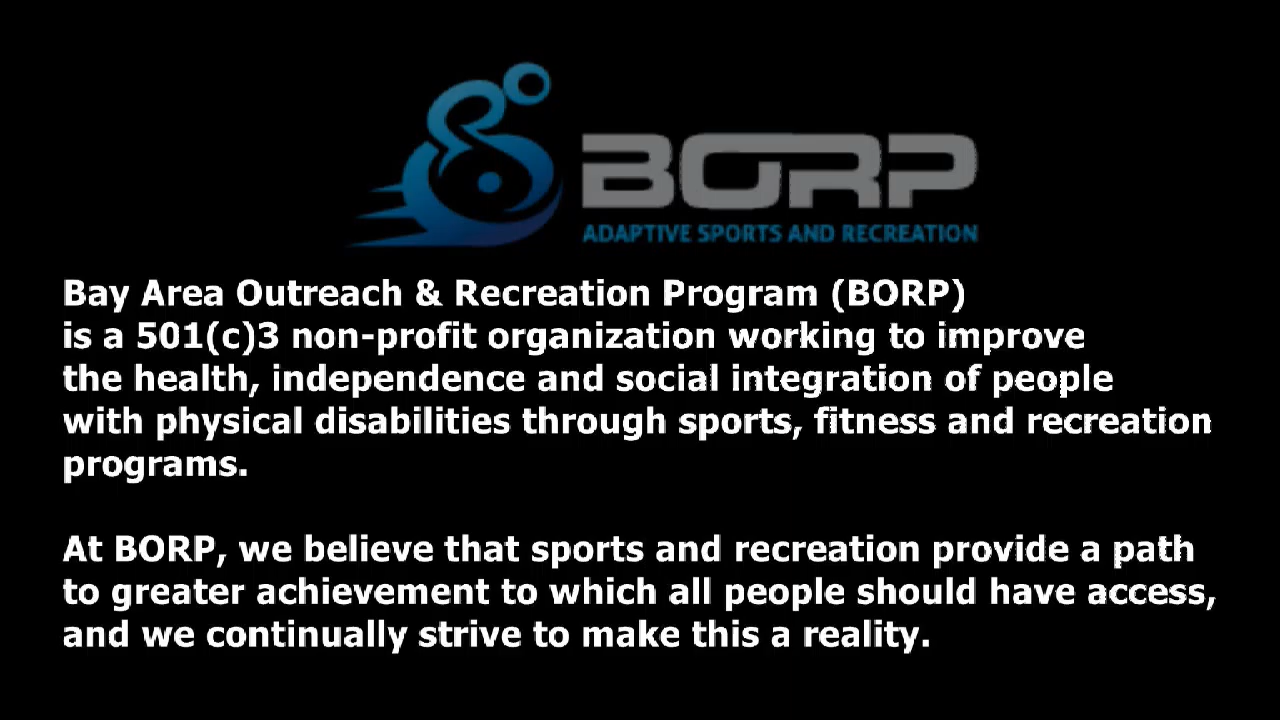 BORP
ADAPTIVE SPORTS AND RECREATION
Bay Area Outreach & Recreation Program (BORP)
is a 501(c)3 non-profit organization working to improve
the health, independence and social integration of people
with physical disabilities through sports, fitness and recreation
programs.
At BORP, we believe that sports and recreation provide a path
to greater achievement to which all people should have access,
and we continually strive to make this a reality.